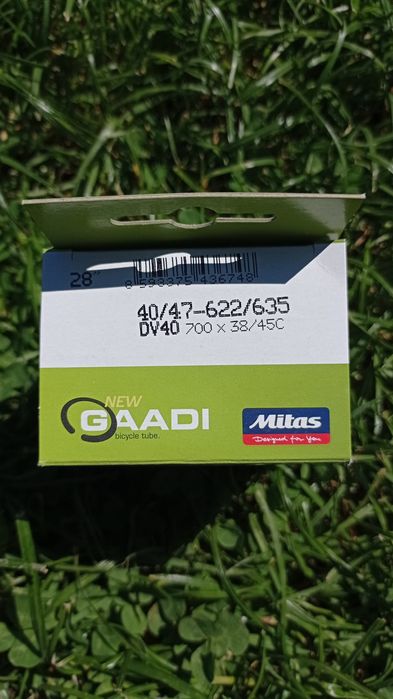 28"
8 593375 436748
40/47-622/635
DV40 700 x 38/45C
NEW
GAADI
bicycle tube.
Mitas
Designed for You